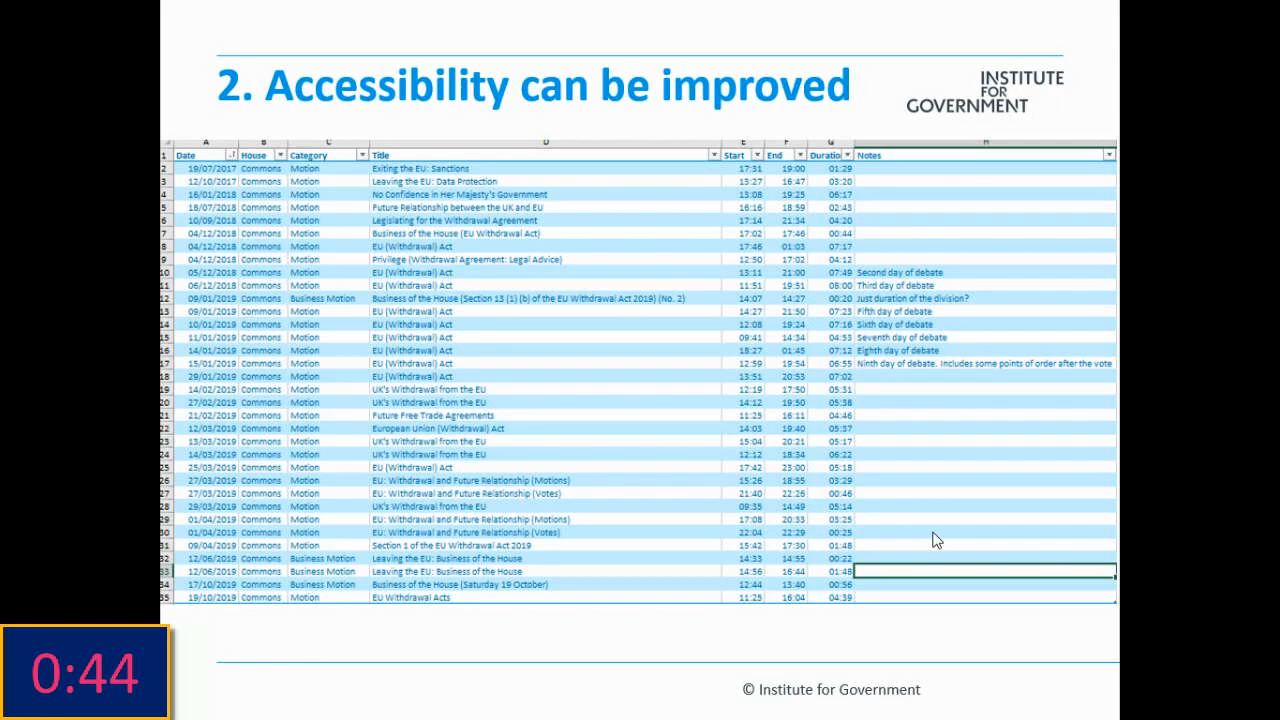 2. Accessibility can be improved
INSTITUTE
FOR
GOVERNMENT
A B C D E F G H
1 Date House Category Title Start End Duratio Notes
2 19/07/2017 Commons Motion Exiting the EU: Sanctions 17:31 19:00 01:29
3 12/10/2017 Commons Motion Leaving the EU: Data Protection 13:27 16:47 03:20
4 16/01/2018 Commons Motion No Confidence in Her Majesty's Government 13:08 19:25 06:17
5 18/07/2018 Commons Motion Future Relationship between the UK and EU 16:16 18:59 02:43
6 10/09/2018 Commons Motion Legislating for the Withdrawal Agreement 17:14 21:34 04:20
7 04/12/2018 Commons Motion Business of the House (EU Withdrawal Act) 17:02 17:46 00:44
8 04/12/2018 Commons Motion EU (Withdrawal) Act 17:46 01:03 07:17
9 04/12/2018 Commons Motion Privilege (Withdrawal Agreement: Legal Advice) 12:50 17:02 04:12
10 05/12/2018 Commons Motion EU (Withdrawal) Act 13:11 21:00 07:49 Second day of debate
11 06/12/2018 Commons Motion EU (Withdrawal) Act 11:51 19:51 08:00 Third day of debate
12 09/01/2019 Commons Business Motion Business of the House (Section 13 (1) (b) of the EU Withdrawal Act 2019) (No. 2) 14:07 14:27 00:20 Just duration of the division?
13 09/01/2019 Commons Motion EU (Withdrawal) Act 14:27 21:50 07:23 Fifth day of debate
14 10/01/2019 Commons Motion EU (Withdrawal) Act 12:08 19:24 07:16 Sixth day of debate
15 11/01/2019 Commons Motion EU (Withdrawal) Act 09:41 14:34 04:53 Seventh day of debate
16 14/01/2019 Commons Motion EU (Withdrawal) Act 18:27 01:45 07:12 Eighth day of debate
17 15/01/2019 Commons Motion EU (Withdrawal) Act 12:59 19:54 06:55 Ninth day of debate. Includes some points of order after the vote
18 29/01/2019 Commons Motion EU (Withdrawal) Act 13:51 20:53 07:02
19 14/02/2019 Commons Motion UK's Withdrawal from the EU 12:19 17:50 05:31
20 27/02/2019 Commons Motion UK's Withdrawal from the EU 14:12 19:50 05:38
21 21/02/2019 Commons Motion Future Free Trade Agreements 11:25 16:11 04:46
22 12/03/2019 Commons Motion European Union (Withdrawal) Act 14:03 19:40 05:37
23 13/03/2019 Commons Motion UK's Withdrawal from the EU 15:04 20:21 05:17
24 14/03/2019 Commons Motion UK's Withdrawal from the EU 12:12 18:34 06:22
25 25/03/2019 Commons Motion EU (Withdrawal) Act 17:42 23:00 05:18
26 27/03/2019 Commons Motion EU: Withdrawal and Future Relationship (Motions) 15:26 18:55 03:29
27 27/03/2019 Commons Motion EU: Withdrawal and Future Relationship (Votes) 21:40 22:26 00:46
28 29/03/2019 Commons Motion UK's Withdrawal from the EU 09:35 14:49 05:14
29 01/04/2019 Commons Motion EU: Withdrawal and Future Relationship (Motions) 17:08 20:33 03:25
30 01/04/2019 Commons Motion EU: Withdrawal and Future Relationship (Votes) 22:04 22:29 00:25
31 09/04/2019 Commons Motion Section 1 of the EU Withdrawal Act 2019 15:42 17:30 01:48
32 12/06/2019 Commons Business Motion Leaving the EU: Business of the House 14:33 14:55 00:22
33 12/06/2019 Commons Business Motion Leaving the EU: Business of the House 14:56 16:44 01:48
34 17/10/2019 Commons Business Motion Business of the House (Saturday 19 October) 12:44 13:40 00:56
35 19/10/2019 Commons Motion EU Withdrawal Acts 11:25 16:04 04:39
0:44
© Institute for Government